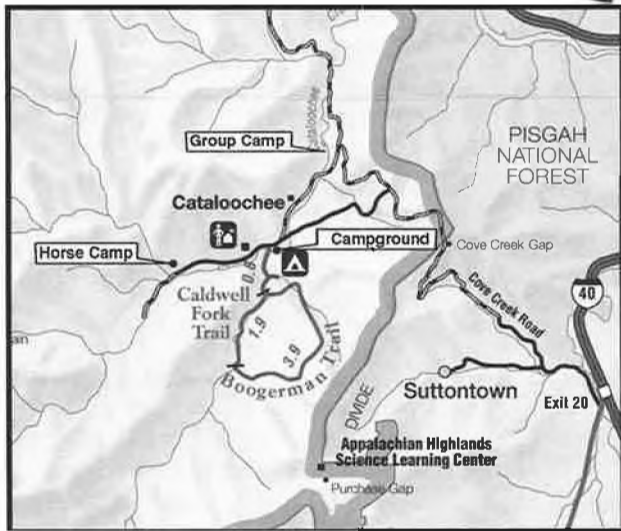 Cataloochee
Group Camp
PISGAH
NATIONAL
FOREST
Cataloochee
Horse Camp
Campground
Cove Creek Gap
0.8
Caldwell
Fork
Trail
1.9
3.9
Boogerman Trail
Cove Creek Road
40
Suttontown
Exit 20
DIVIDE
Appalachian Highlands
Science Learning Center
Purchase Gap